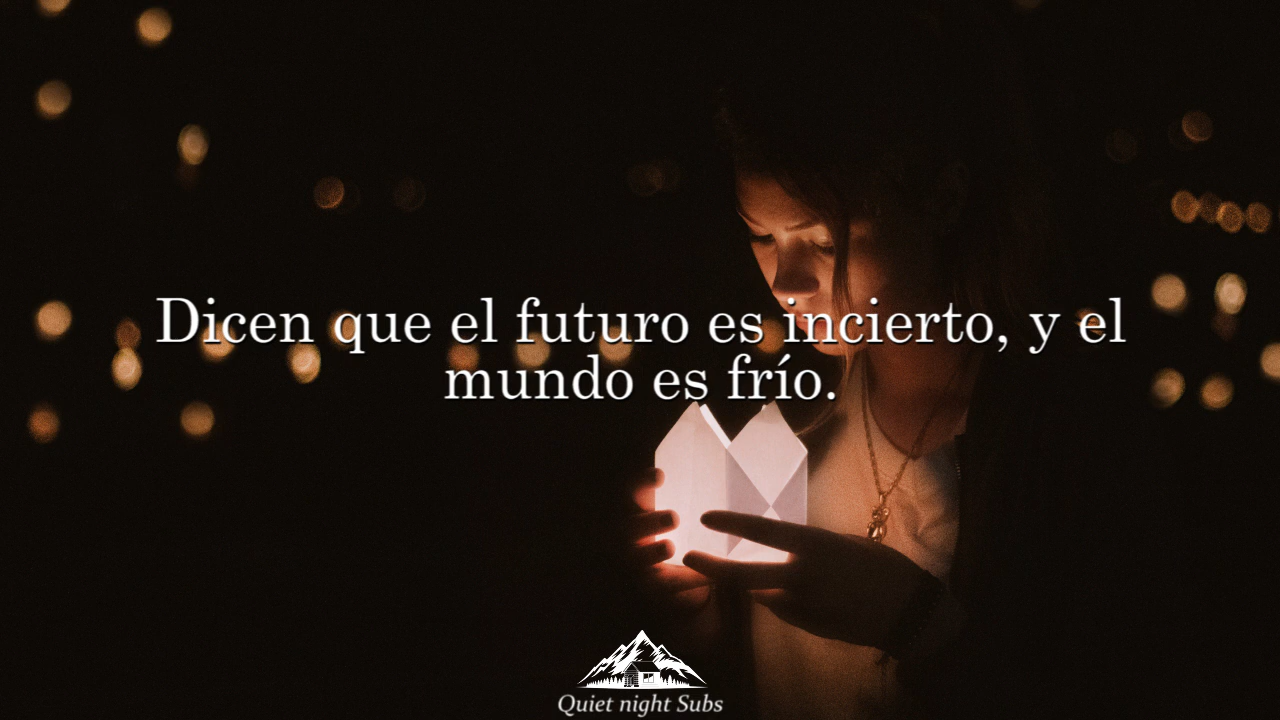 Dicen que el futuro es incierto, y el
mundo es frío.
Quiet night Subs